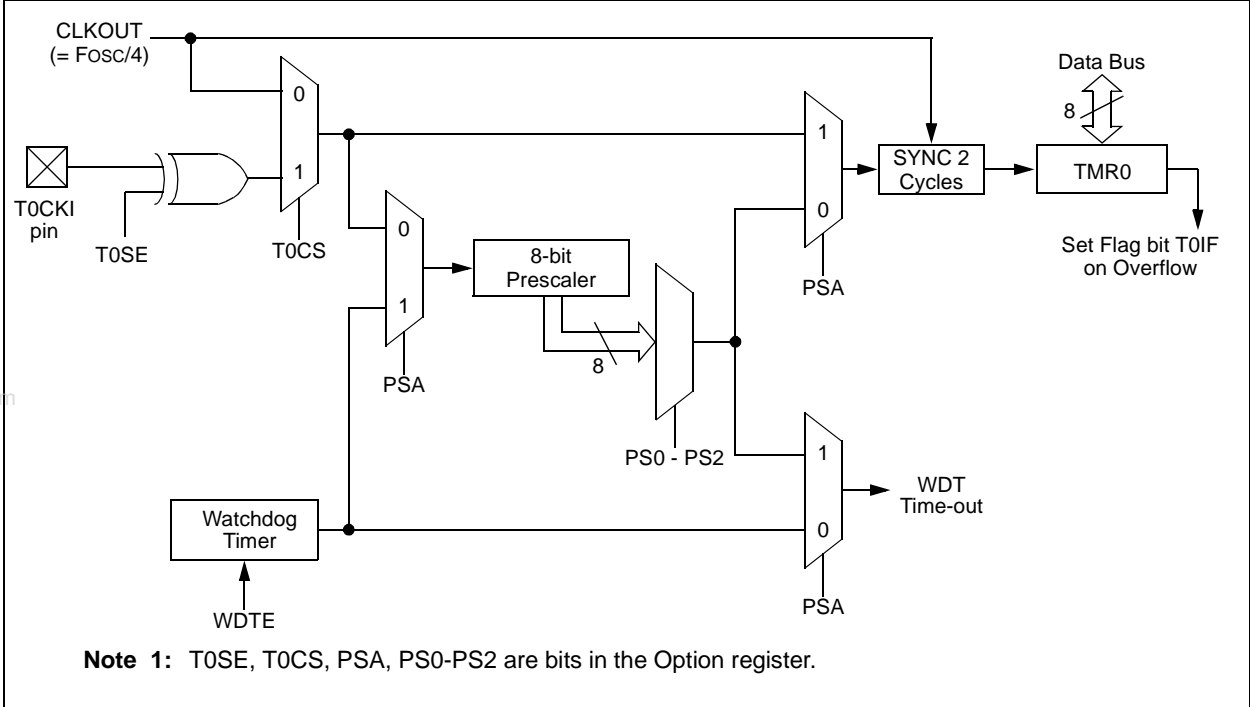 CLKOUT
(= FOSC/4)
0
1
T0CKI
pin
T0SE
T0CS
0
1
PSA
8-bit
Prescaler
8
PS0 - PS2
1
0
PSA
SYNC 2
Cycles
Data Bus
8
TMR0
Set Flag bit T0IF
on Overflow
Watchdog
Timer
WDTE
1
0
PSA
WDT
Time-out
m
Note 1: T0SE, T0CS, PSA, PS0-PS2 are bits in the Option register.